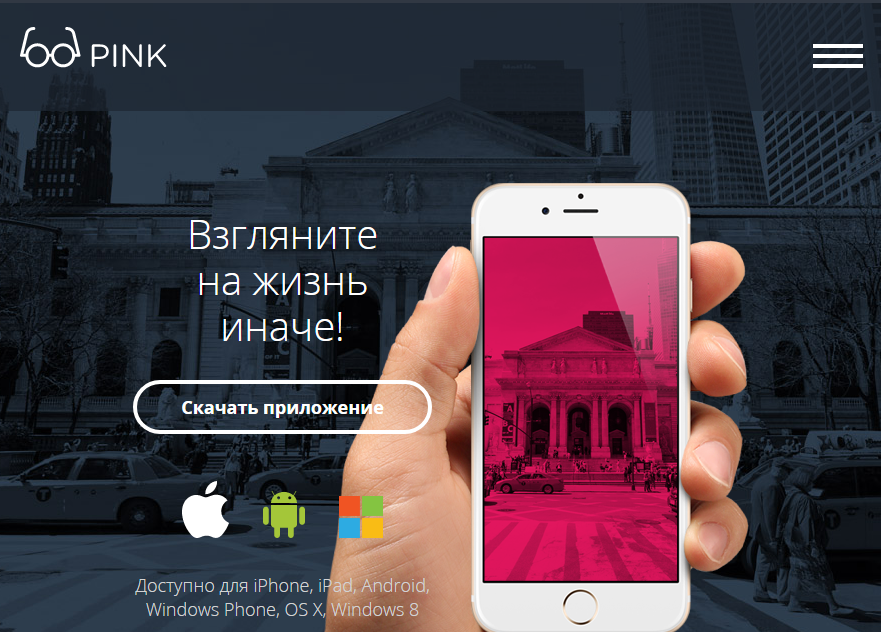 PINK
Взгляните
на жизнь
иначе!
Скачать приложение
Доступно для iPhone, iPad, Android,
Windows Phone, OS X, Windows 8